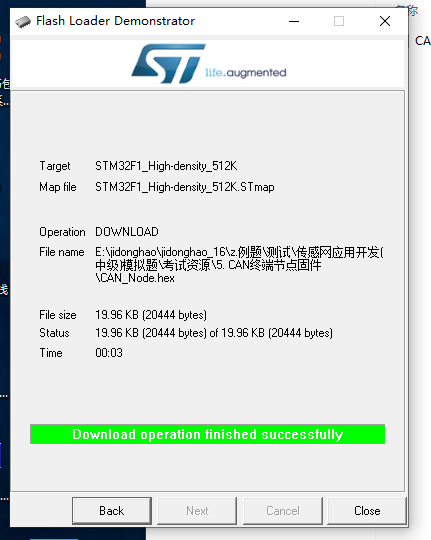 Flash Loader Demonstrator
名称
CA
life.augmented
Target STM32F1_High-density_512K
Map file STM32F1_High-density_512K.STmap
Operation DOWNLOAD
File name E:\jidonghao\jidonghao_16\z.例题\测试\传感网应用开发(
中级)模拟题\考试资源\5. CAN终端节点固件
\CAN_Node.hex
File size 19.96 KB (20444 bytes)
Status 19.96 KB (20444 bytes) of 19.96 KB (20444 bytes)
Time 00:03
Download operation finished successfully
Back Next Cancel Close